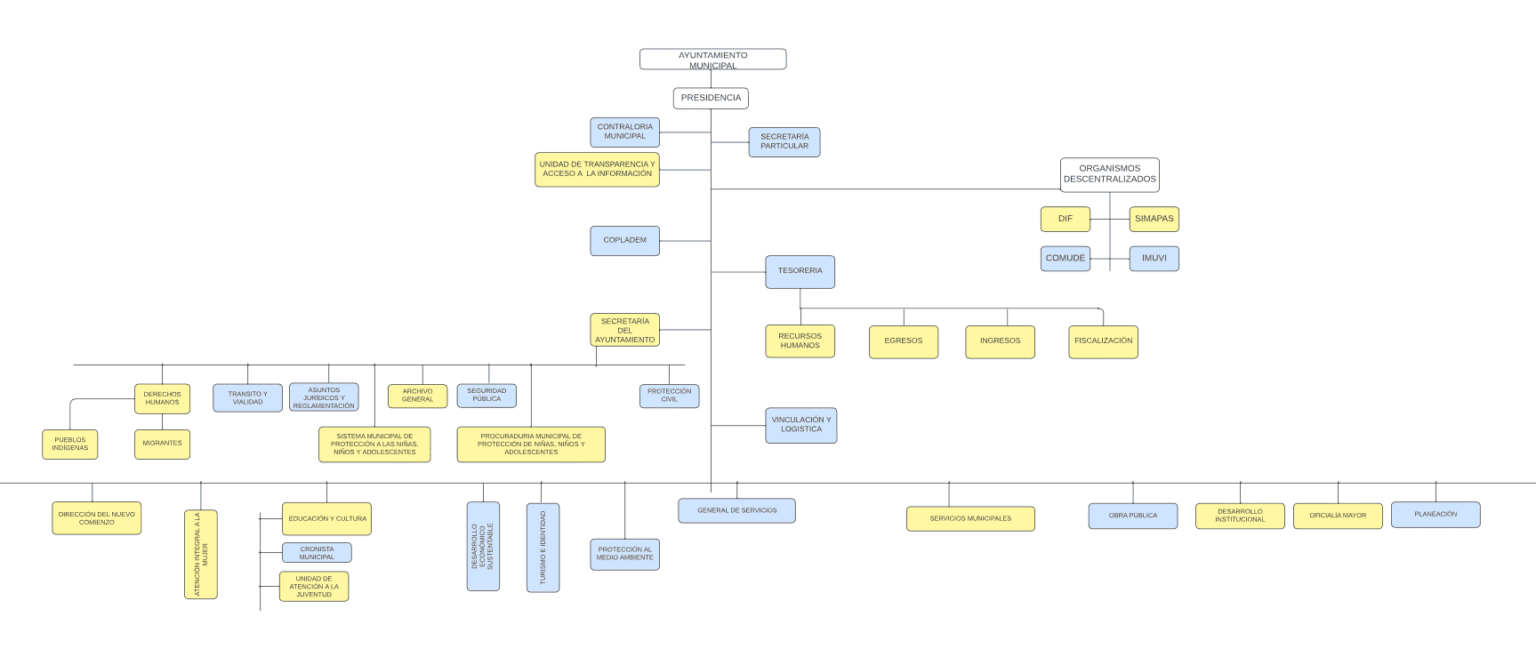 AYUNTAMIENTO
MUNICIPAL
PRESIDENCIA
CONTRALORIA
MUNICIPAL
SECRETARÍA
PARTICULAR
UNIDAD DE TRANSPARENCIA Y
ACCESO A LA INFORMACIÓN
ORGANISMOS
DESCENTRALIZADOS
DIF
SIMAPAS
COPLADEM
COMUDE
IMUVI
TESORERIA
SECRETARÍA
DEL
AYUNTAMIENTO
RECURSOS
HUMANOS
EGRESOS
INGRESOS
FISCALIZACIÓN
DERECHOS
HUMANOS
TRANSITO Y
VIALIDAD
ASUNTOS
JURÍDICOS Y
REGLAMENTACIÓN
ARCHIVO
GENERAL
SEGURIDAD
PÚBLICA
PROTECCIÓN
CIVIL
VINCULACIÓN Y
LOGISTICA
PUEBLOS
INDÍGENAS
MIGRANTES
SISTEMA MUNICIPAL DE
PROTECCIÓN A LAS NIÑAS,
NIÑOS Y ADOLESCENTES
PROCURADURIA MUNICIPAL DE
PROTECCIÓN DE NIÑAS, NIÑOS Y
ADOLESCENTES
DIRECCIÓN DEL NUEVO
COMIENZO
ATENCIÓN INTEGRAL A LA
MUJER
EDUCACIÓN Y CULTURA
CRONISTA
MUNICIPAL
UNIDAD DE
ATENCIÓN A LA
JUVENTUD
DESARROLLO
ECONÓMICO
SUSTENTABLE
TURISMO E IDENTIDAD
PROTECCIÓN AL
MEDIO AMBIENTE
GENERAL DE SERVICIOS
SERVICIOS MUNICIPALES
OBRA PÚBLICA
DESARROLLO
INSTITUCIONAL
OFICIALÍA MAYOR
PLANEACIÓN